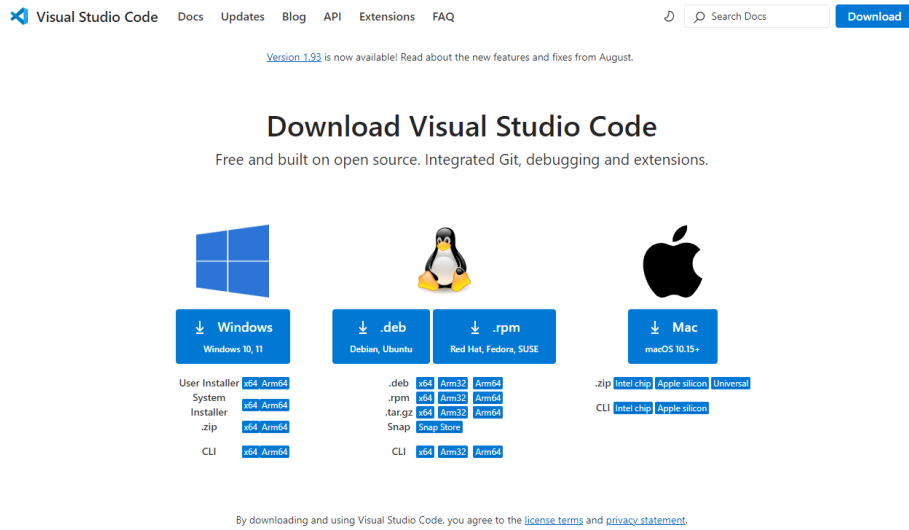 Visual Studio Code Docs Updates Blog API Extensions FAQ Search Docs Download
Version 1.93 is now available! Read about the new features and fixes from August.
Download Visual Studio Code
Free and built on open source. Integrated Git, debugging and extensions.
Windows
Windows 10, 11
.deb
Debian, Ubuntu
.rpm
Red Hat, Fedora, SUSE
Mac
macOS 10.15+
User Installer x64 Arm64
System
Installer x64 Arm64
.zip x64 Arm64
CLI x64 Arm64
.deb x64 Arm32 Arm64
.rpm x64 Arm32 Arm64
.tar.gz x64 Arm32 Arm64
Snap Snap Store
CLI x64 Arm32 Arm64
.zip Intel chip Apple silicon Universal
CLI Intel chip Apple silicon
By downloading and using Visual Studio Code, you agree to the license terms and privacy statement.